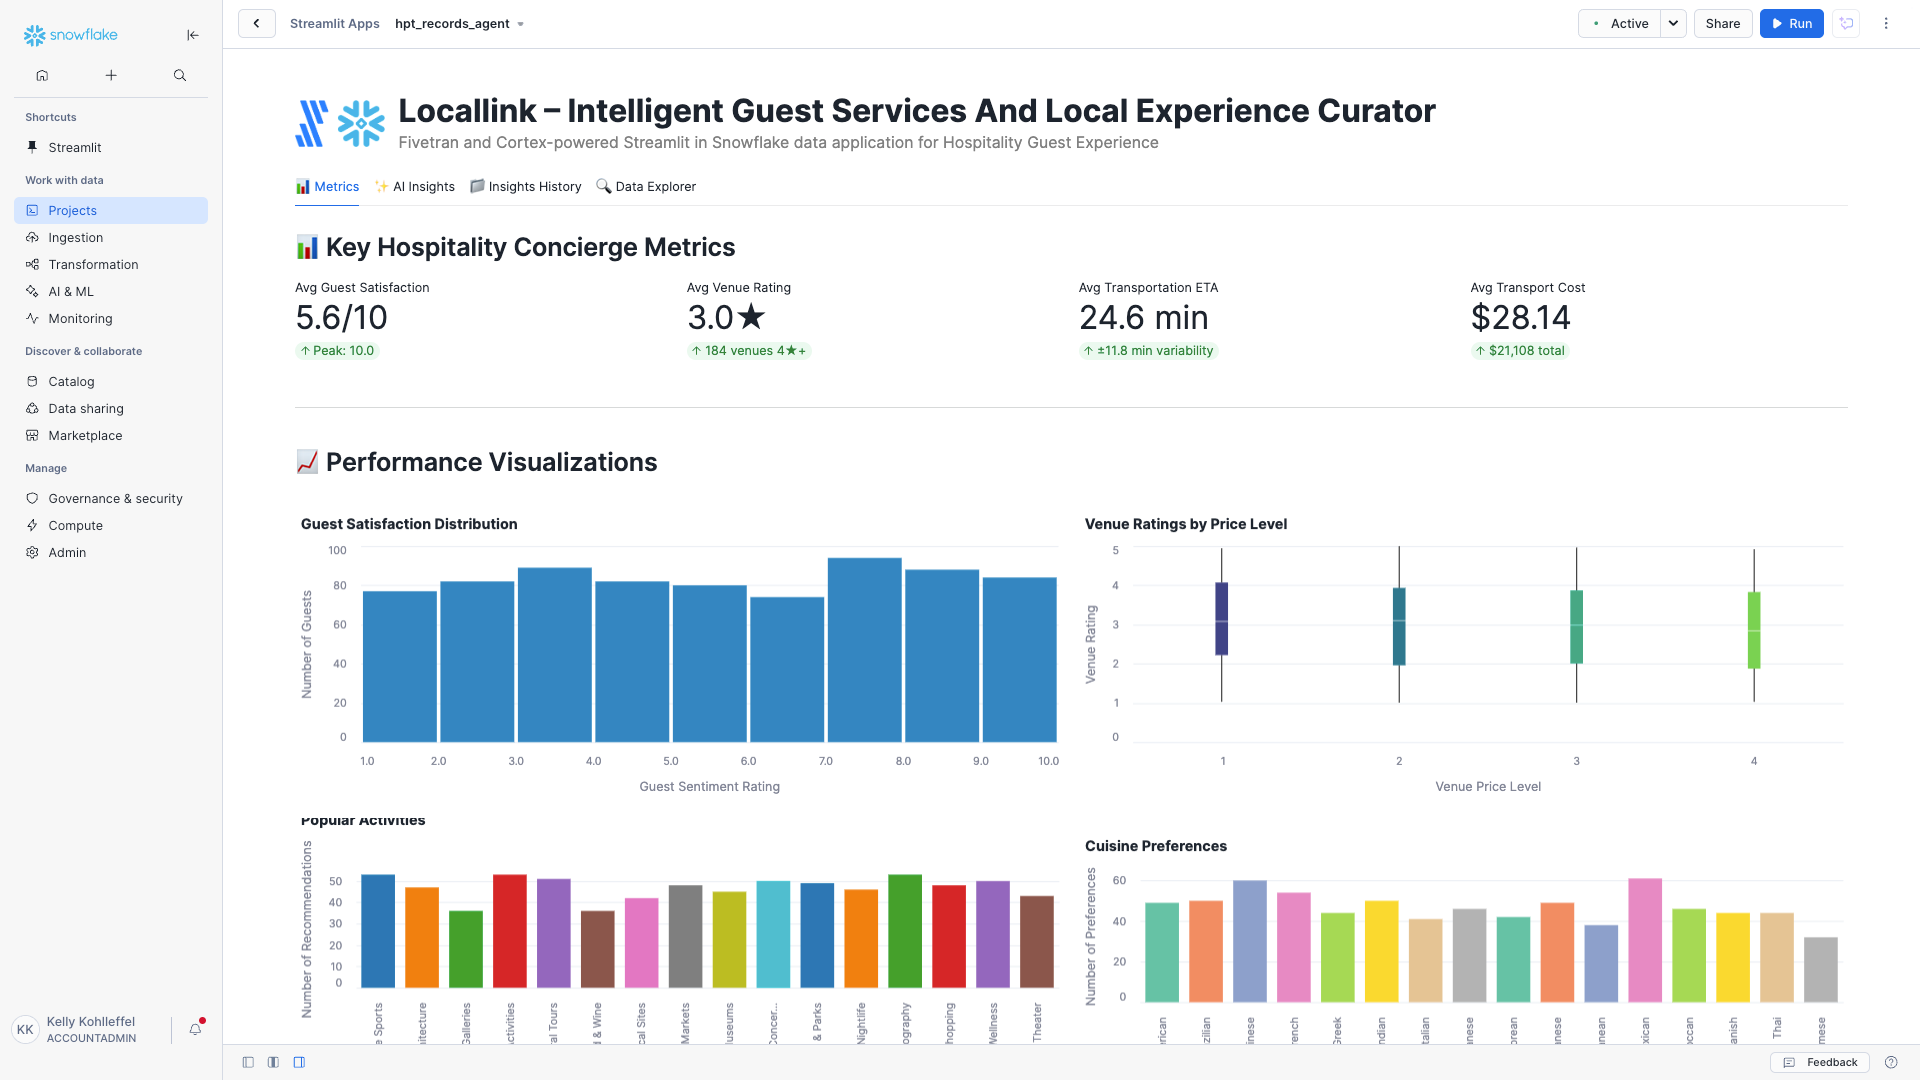 snowflake
Shortcuts
Streamlit
Work with data
Projects
Ingestion
Transformation
AI & ML
Monitoring
Discover & collaborate
Catalog
Data sharing
Marketplace
Manage
Governance & security
Compute
Admin
KK
Kelly Kohlleffel
ACCOUNTADMIN
Streamlit Apps hpt_records_agent
Active
Share
Run
Locallink – Intelligent Guest Services And Local Experience Curator
Fivetran and Cortex-powered Streamlit in Snowflake data application for Hospitality Guest Experience
Metrics AI Insights Insights History Data Explorer
Key Hospitality Concierge Metrics
Avg Guest Satisfaction
5.6/10
↑ Peak: 10.0
Avg Venue Rating
3.0★
↑ 184 venues 4★+
Avg Transportation ETA
24.6 min
↑ ±11.8 min variability
Avg Transport Cost
$28.14
↑ $21,108 total
Performance Visualizations
Guest Satisfaction Distribution
Number of Guests
100
80
60
40
20
0
1.0 2.0 3.0 4.0 5.0 6.0 7.0 8.0 9.0 10.0
Guest Sentiment Rating
Venue Ratings by Price Level
Venue Rating
5
4
3
2
1
0
1 2 3 4
Venue Price Level
Popular Activities
Number of Recommendations
50
40
30
20
10
0
e Sports
itecture
Galleries
ctivities
al Tours
d & Wine
cal Sites
Markets
luseums
Concer...
& Parks
Nightlife
ography
hopping
Wellness
Theater
Cuisine Preferences
Number of Preferences
60
40
20
0
erican
zilian
inese
ench
Greek
ndian
talian
anese
orean
anese
anean
exican
occan
anish
Thai
mese
Feedback